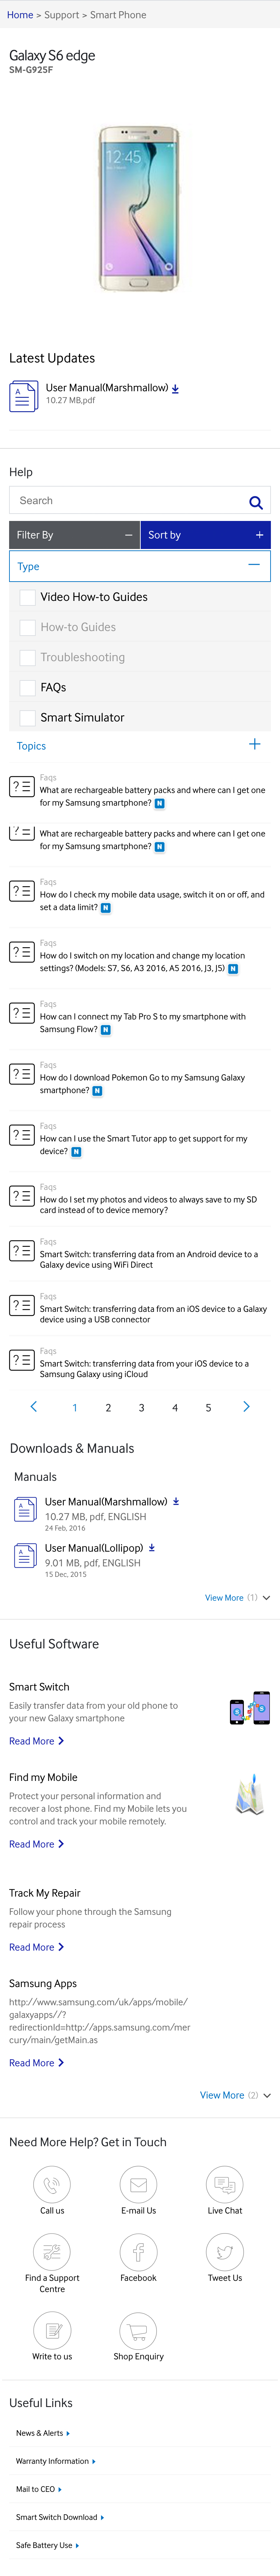 Home > Support > Smart Phone
Galaxy S6 edge
SM-G925F
12:45
Latest Updates
User Manual(Marshmallow)
10.27 MB,pdf
Help
Search
Filter By
Sort by
Type
Video How-to Guides
How-to Guides
Troubleshooting
FAQs
Smart Simulator
Topics
Faqs
What are rechargeable battery packs and where can I get one
for my Samsung smartphone? N
What are rechargeable battery packs and where can I get one
for my Samsung smartphone? N
Faqs
How do I check my mobile data usage, switch it on or off, and
set a data limit? N
Faqs
How do I switch on my location and change my location
settings? (Models: S7, S6, A3 2016, A5 2016, J3, J5) N
Faqs
How can I connect my Tab Pro S to my smartphone with
Samsung Flow? N
Faqs
How do I download Pokemon Go to my Samsung Galaxy
smartphone? N
Faqs
How can I use the Smart Tutor app to get support for my
device? N
Faqs
How do I set my photos and videos to always save to my SD
card instead of to device memory?
Faqs
Smart Switch: transferring data from an Android device to a
Galaxy device using WiFi Direct
Faqs
Smart Switch: transferring data from an iOS device to a Galaxy
device using a USB connector
Faqs
Smart Switch: transferring data from your iOS device to a
Samsung Galaxy using iCloud
1 2 3 4 5
Downloads & Manuals
Manuals
User Manual(Marshmallow)
10.27 MB, pdf, ENGLISH
24 Feb, 2016
User Manual(Lollipop)
9.01 MB, pdf, ENGLISH
15 Dec, 2015
View More (1)
Useful Software
Smart Switch
Easily transfer data from your old phone to
your new Galaxy smartphone
Read More
Find my Mobile
Protect your personal information and
recover a lost phone. Find my Mobile lets you
control and track your mobile remotely.
Read More
Track My Repair
Follow your phone through the Samsung
repair process
Read More
Samsung Apps
http://www.samsung.com/uk/apps/mobile/
galaxyapps//?
redirectionId=http://apps.samsung.com/mer
cury/main/getMain.as
Read More
View More (2)
Need More Help? Get in Touch
Call us
E-mail Us
Live Chat
Find a Support
Centre
Facebook
Tweet Us
Write to us
Shop Enquiry
Useful Links
News & Alerts
Warranty Information
Mail to CEO
Smart Switch Download
Safe Battery Use